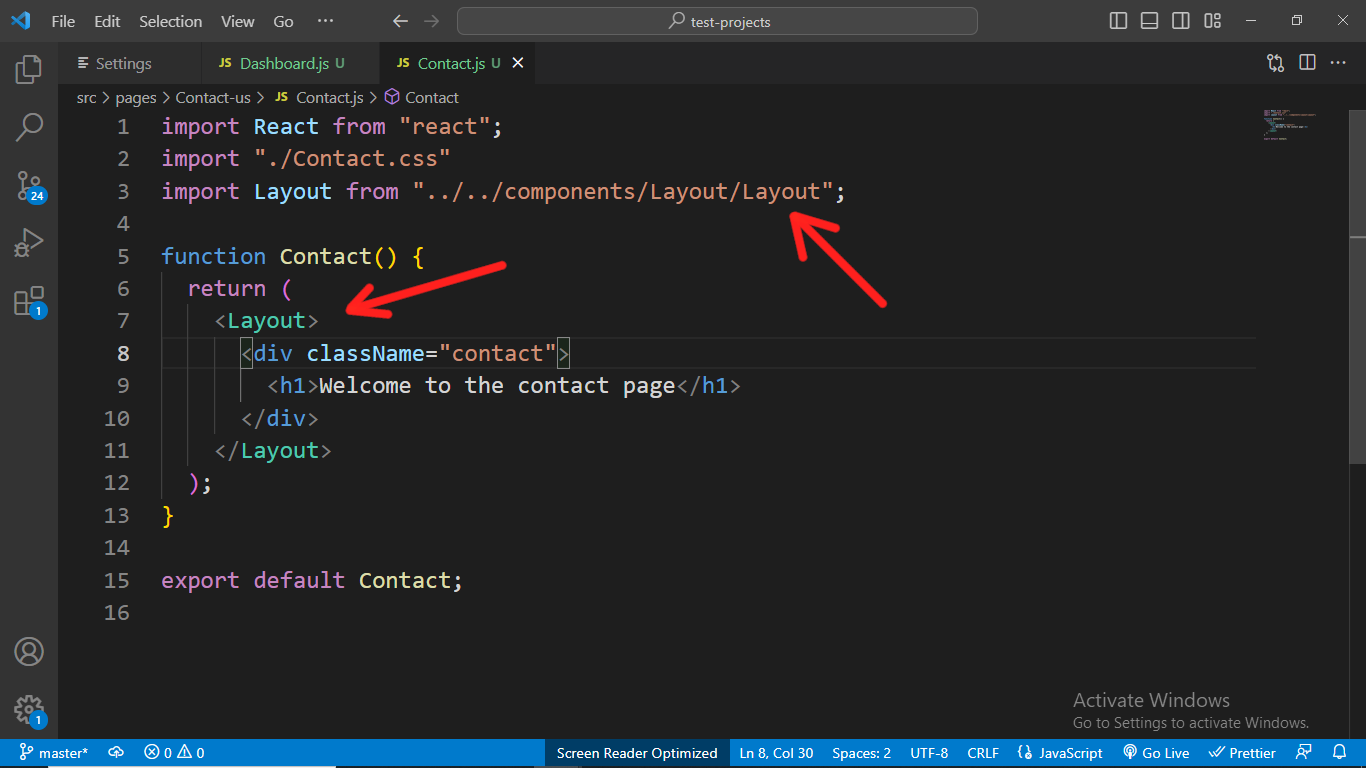 File Edit Selection View Go ··· test-projects
Settings JS Dashboard.js U JS Contact.js U
src > pages > Contact-us > JS Contact.js > Contact
1 import React from "react";
2 import "./Contact.css"
3 import Layout from "../../components/Layout/Layout";
4
5 function Contact() {
6 return (
7 <Layout>
8 <div className="contact">
9 <h1>Welcome to the contact page</h1>
10 </div>
11 </Layout>
12 );
13 }
14
15 export default Contact;
16
24
1
1
Activate Windows
Go to Settings to activate Windows.
master* 0 0 Screen Reader Optimized Ln 8, Col 30 Spaces: 2 UTF-8 CRLF {} JavaScript Go Live Prettier